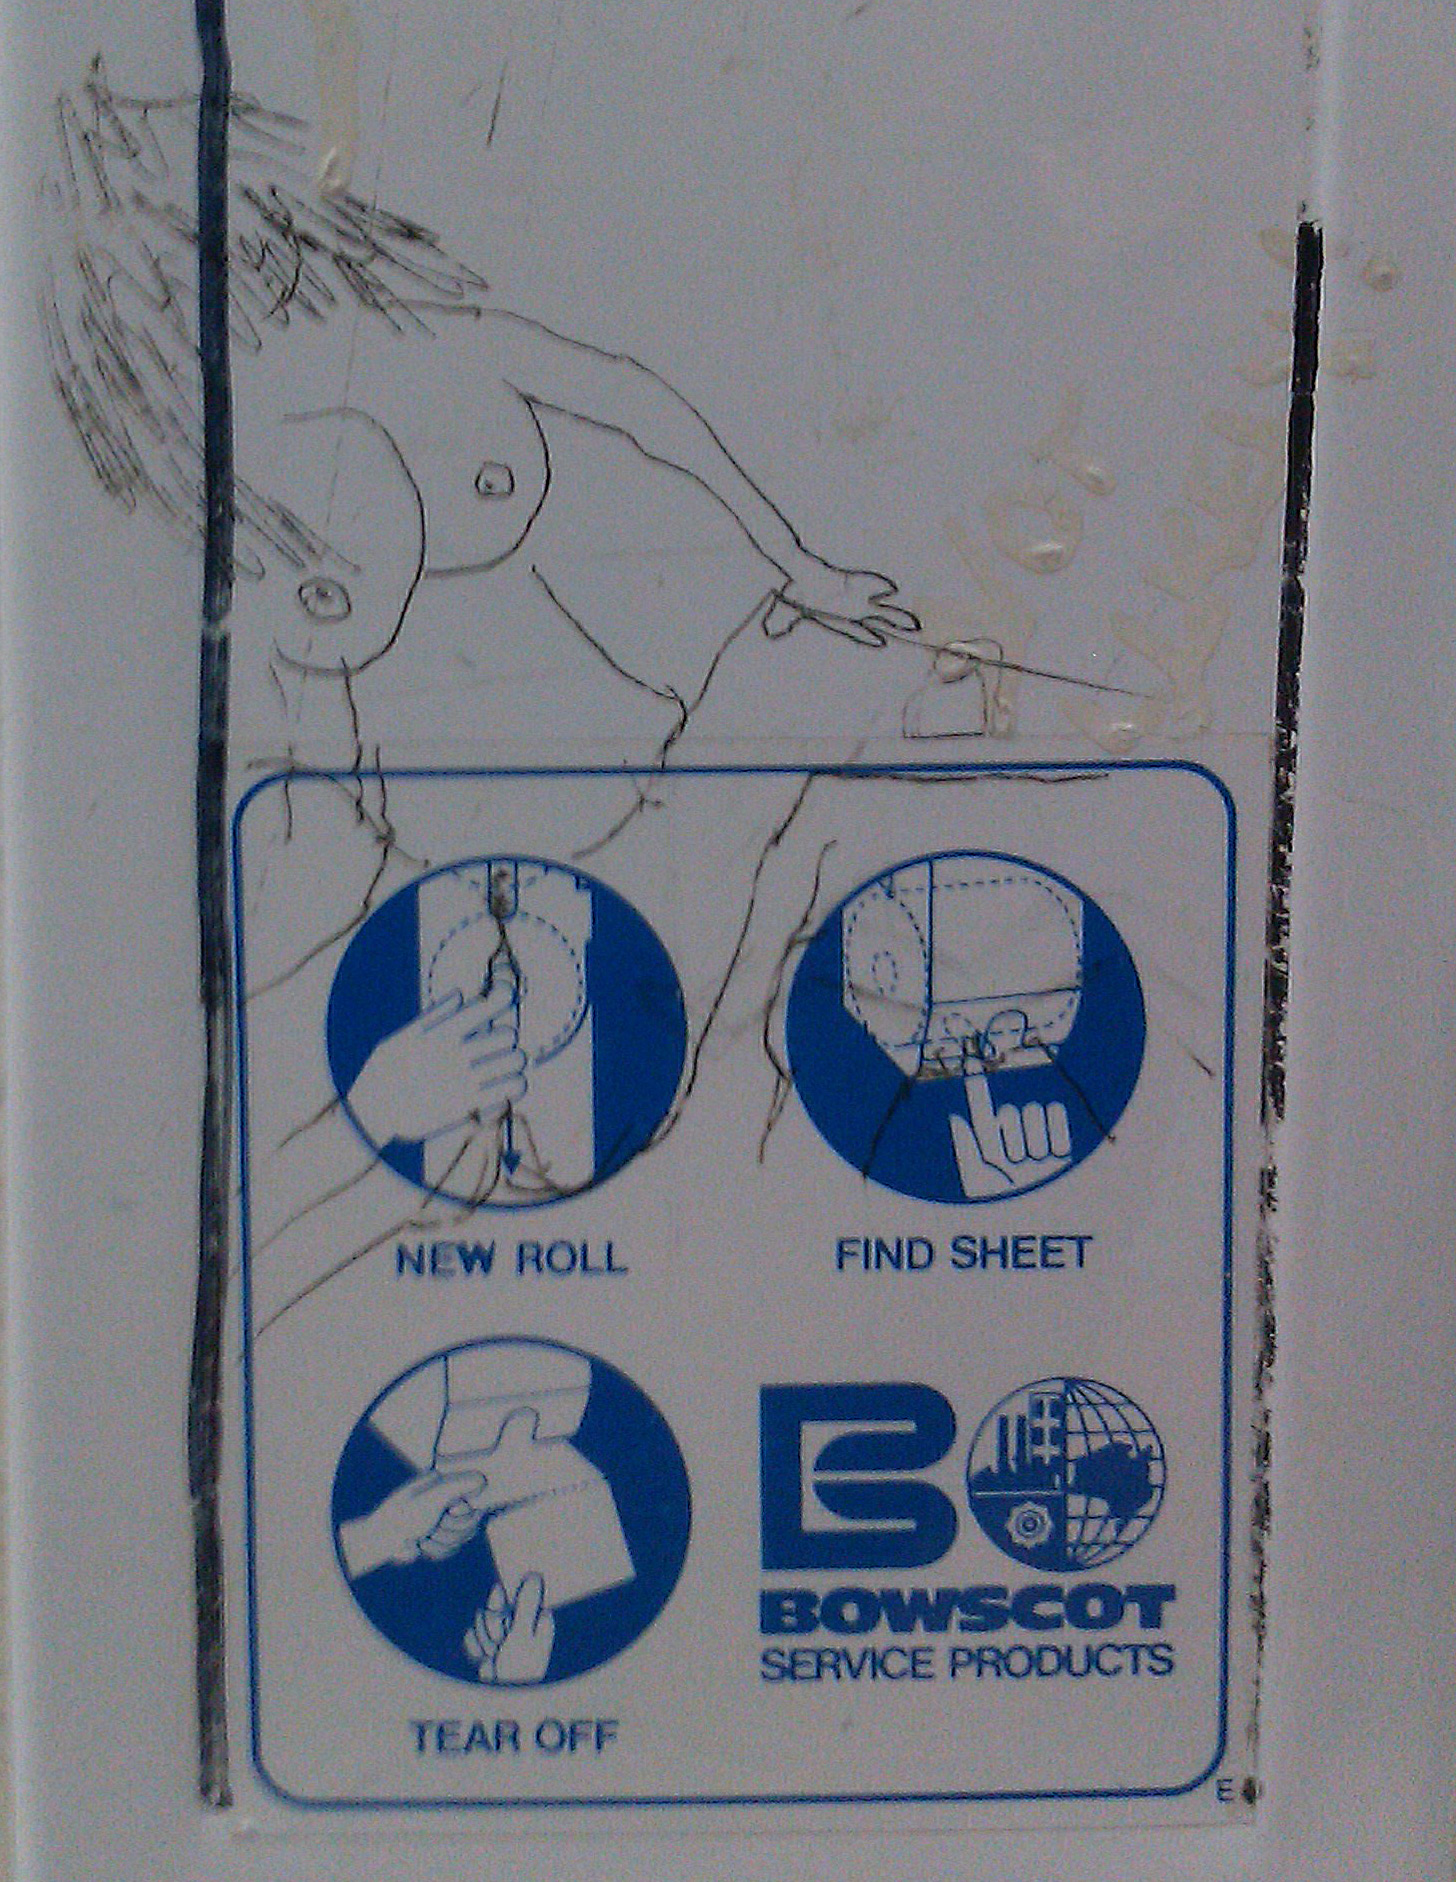 NEW ROLL
FIND SHEET
TEAR OFF
BOWSCOT
SERVICE PRODUCTS
E